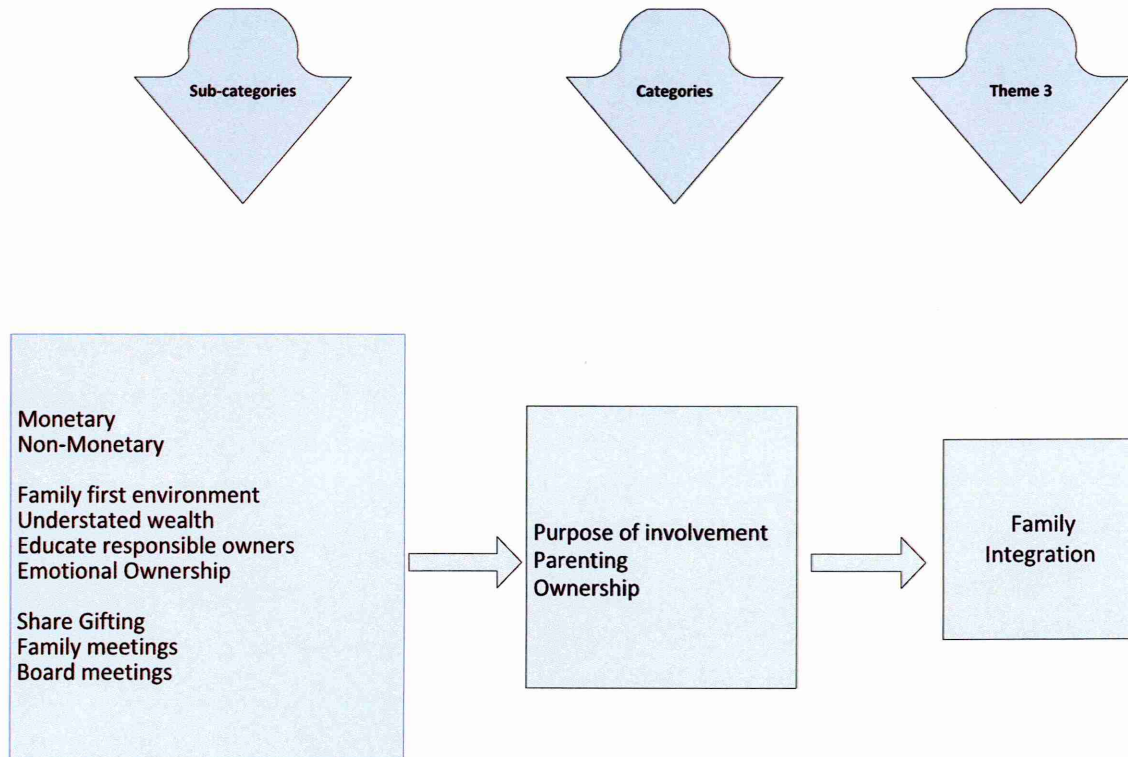 Sub-categories
Categories
Theme 3
Monetary
Non-Monetary
Family first environment
Understated wealth
Educate responsible owners
Emotional Ownership
Share Gifting
Family meetings
Board meetings
Purpose of involvement
Parenting
Ownership
Family
Integration